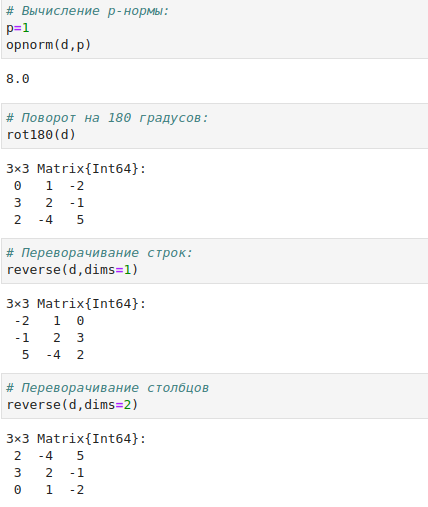 # Вычисление p-нормы:
p=1
opnorm(d,p)
8.0
# Поворот на 180 градусов:
rot180(d)
3×3 Matrix{Int64}:
 0   1  -2
 3   2  -1
 2  -4   5
# Переворачивание строк:
reverse(d,dims=1)
3×3 Matrix{Int64}:
 -2   1  0
 -1   2  3
  5  -4  2
# Переворачивание столбцов
reverse(d,dims=2)
3×3 Matrix{Int64}:
 2  -4   5
 3   2  -1
 0   1  -2